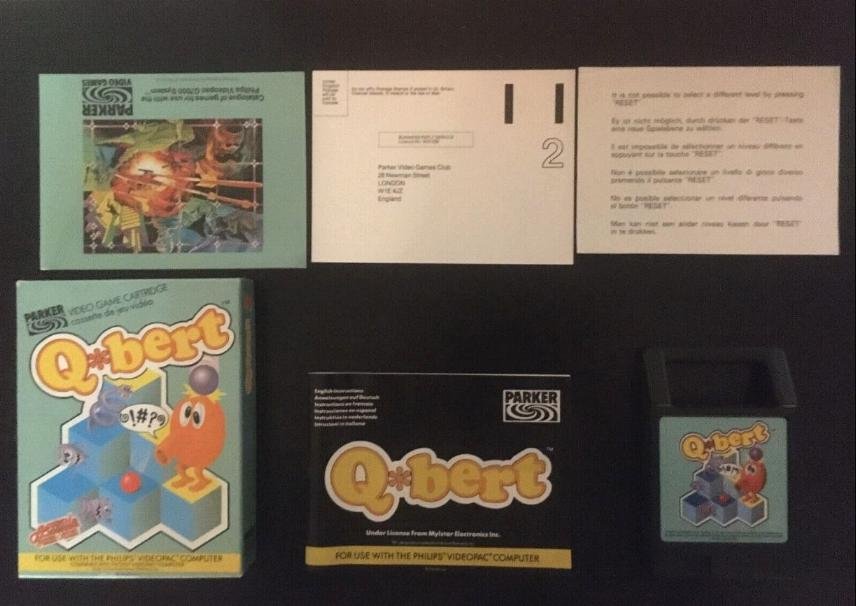 Catalogue of games for use with the
Philips Videopac G7000 System
PARKER
VIDEO GAMES
BUSINESS REPLY SERVICE
2
Parker Video Games Club
28 Newman Street
LONDON
W1E 4JZ
England
It is not possible to select a different level by pressing
"RESET".
Es ist nicht möglich, durch drücken der "RESET"-Taste
eine neue Spielebene zu wählen.
Il est impossible de sélectionner un niveau différent en
appuyant sur la touche "RESET".
Non é possibile selezionare un livello di gioco diverso
premendo il pulsante "RESET".
No es posible seleccionar un nivel diferente pulsando
el botón "RESET".
Men kan niet een ander niveau kiezen door "RESET"
in te drukken.
PARKER VIDEO GAME CARTRIDGE
cassette de jeu vidéo
Q*bert™
@!#?@
FOR USE WITH THE PHILIPS VIDEOPAC COMPUTER
English instructions
Anweisungen auf Deutsch
Instructions en francais
Instrucciones en español
Instruktie in nederlands
Istruzioni in italiano
PARKER
Q*bert™
Under License From Mylstar Electronics Inc.
FOR USE WITH THE PHILIPS VIDEOPAC COMPUTER
Q*bert